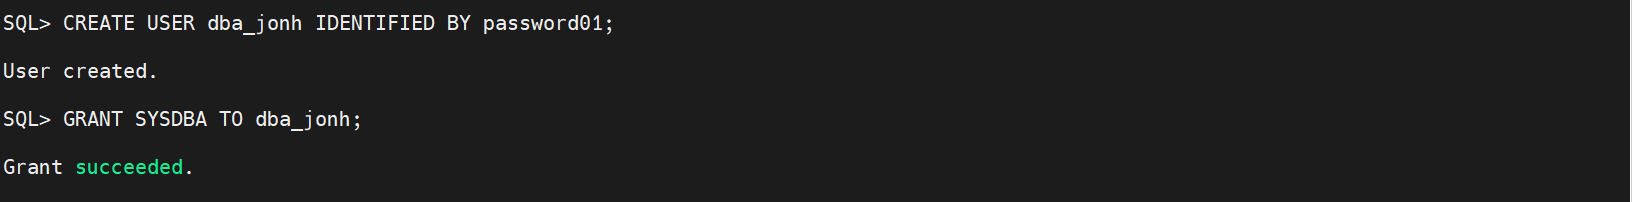 SQL> CREATE USER dba_jonh IDENTIFIED BY password01;
User created.
SQL> GRANT SYSDBA TO dba_jonh;
Grant succeeded.